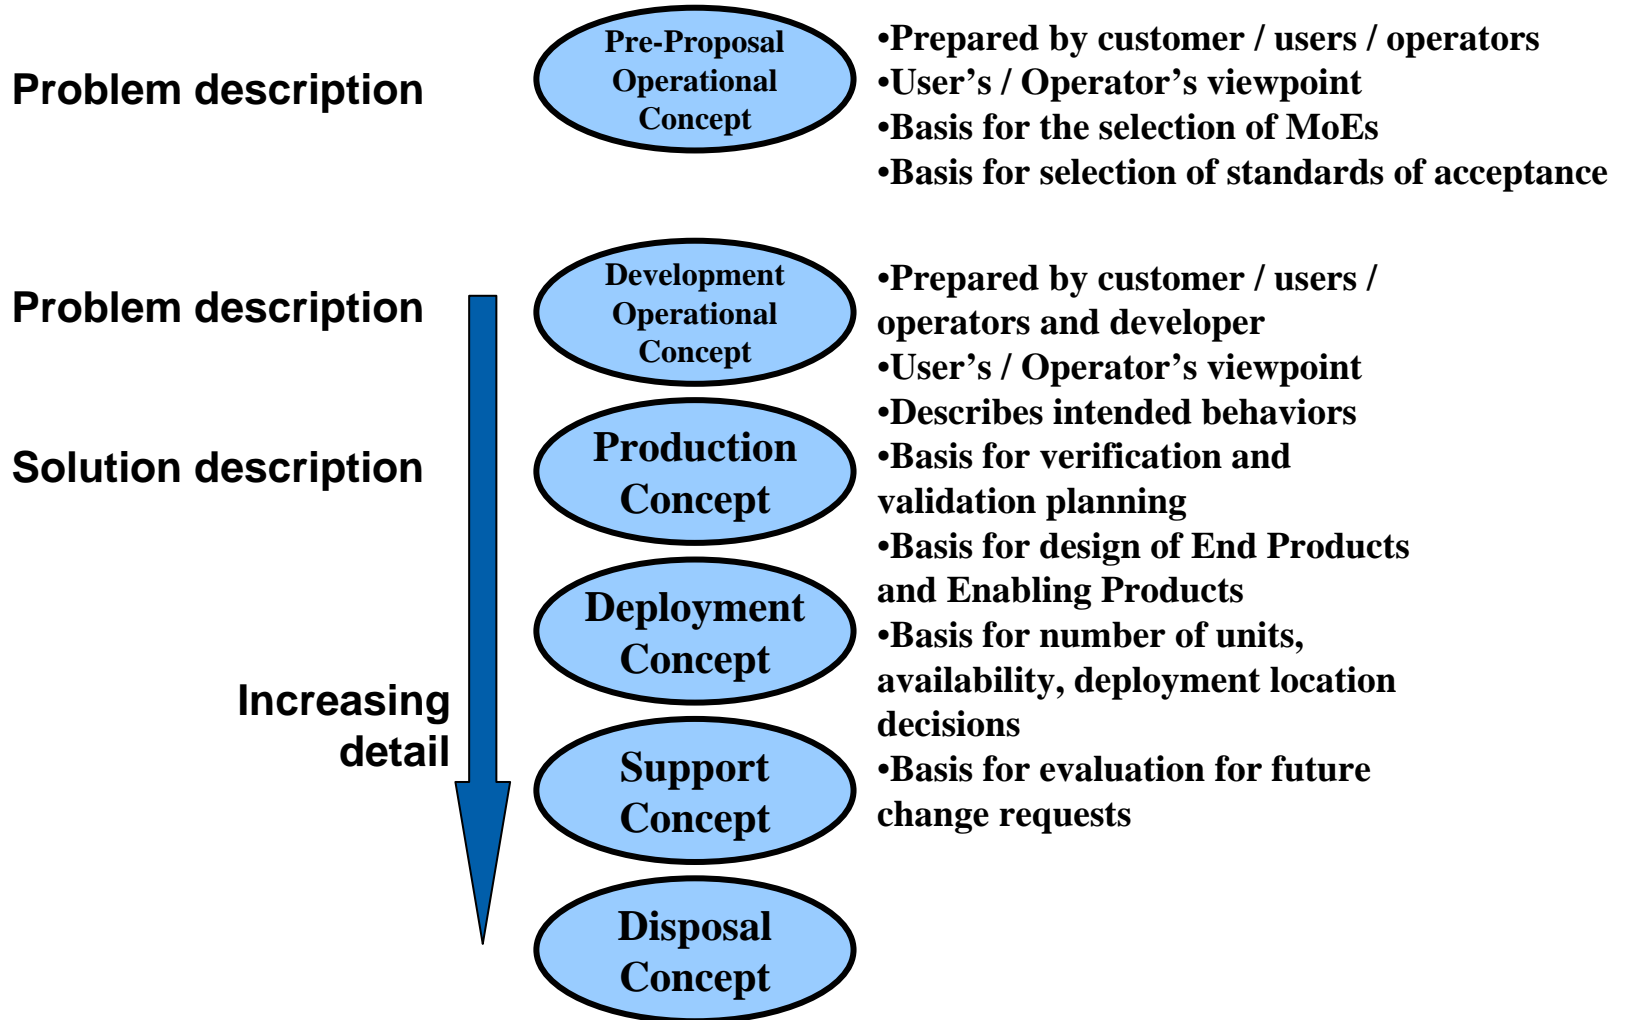 Problem description
Pre-Proposal
Operational
Concept
•Prepared by customer / users / operators
•User’s / Operator’s viewpoint
•Basis for the selection of MoEs
•Basis for selection of standards of acceptance
Problem description
Development
Operational
Concept
•Prepared by customer / users /
operators and developer
•User’s / Operator’s viewpoint
•Describes intended behaviors
•Basis for verification and
validation planning
•Basis for design of End Products
and Enabling Products
•Basis for number of units,
availability, deployment location
decisions
•Basis for evaluation for future
change requests
Solution description
Production
Concept
Deployment
Concept
Increasing
detail
Support
Concept
Disposal
Concept